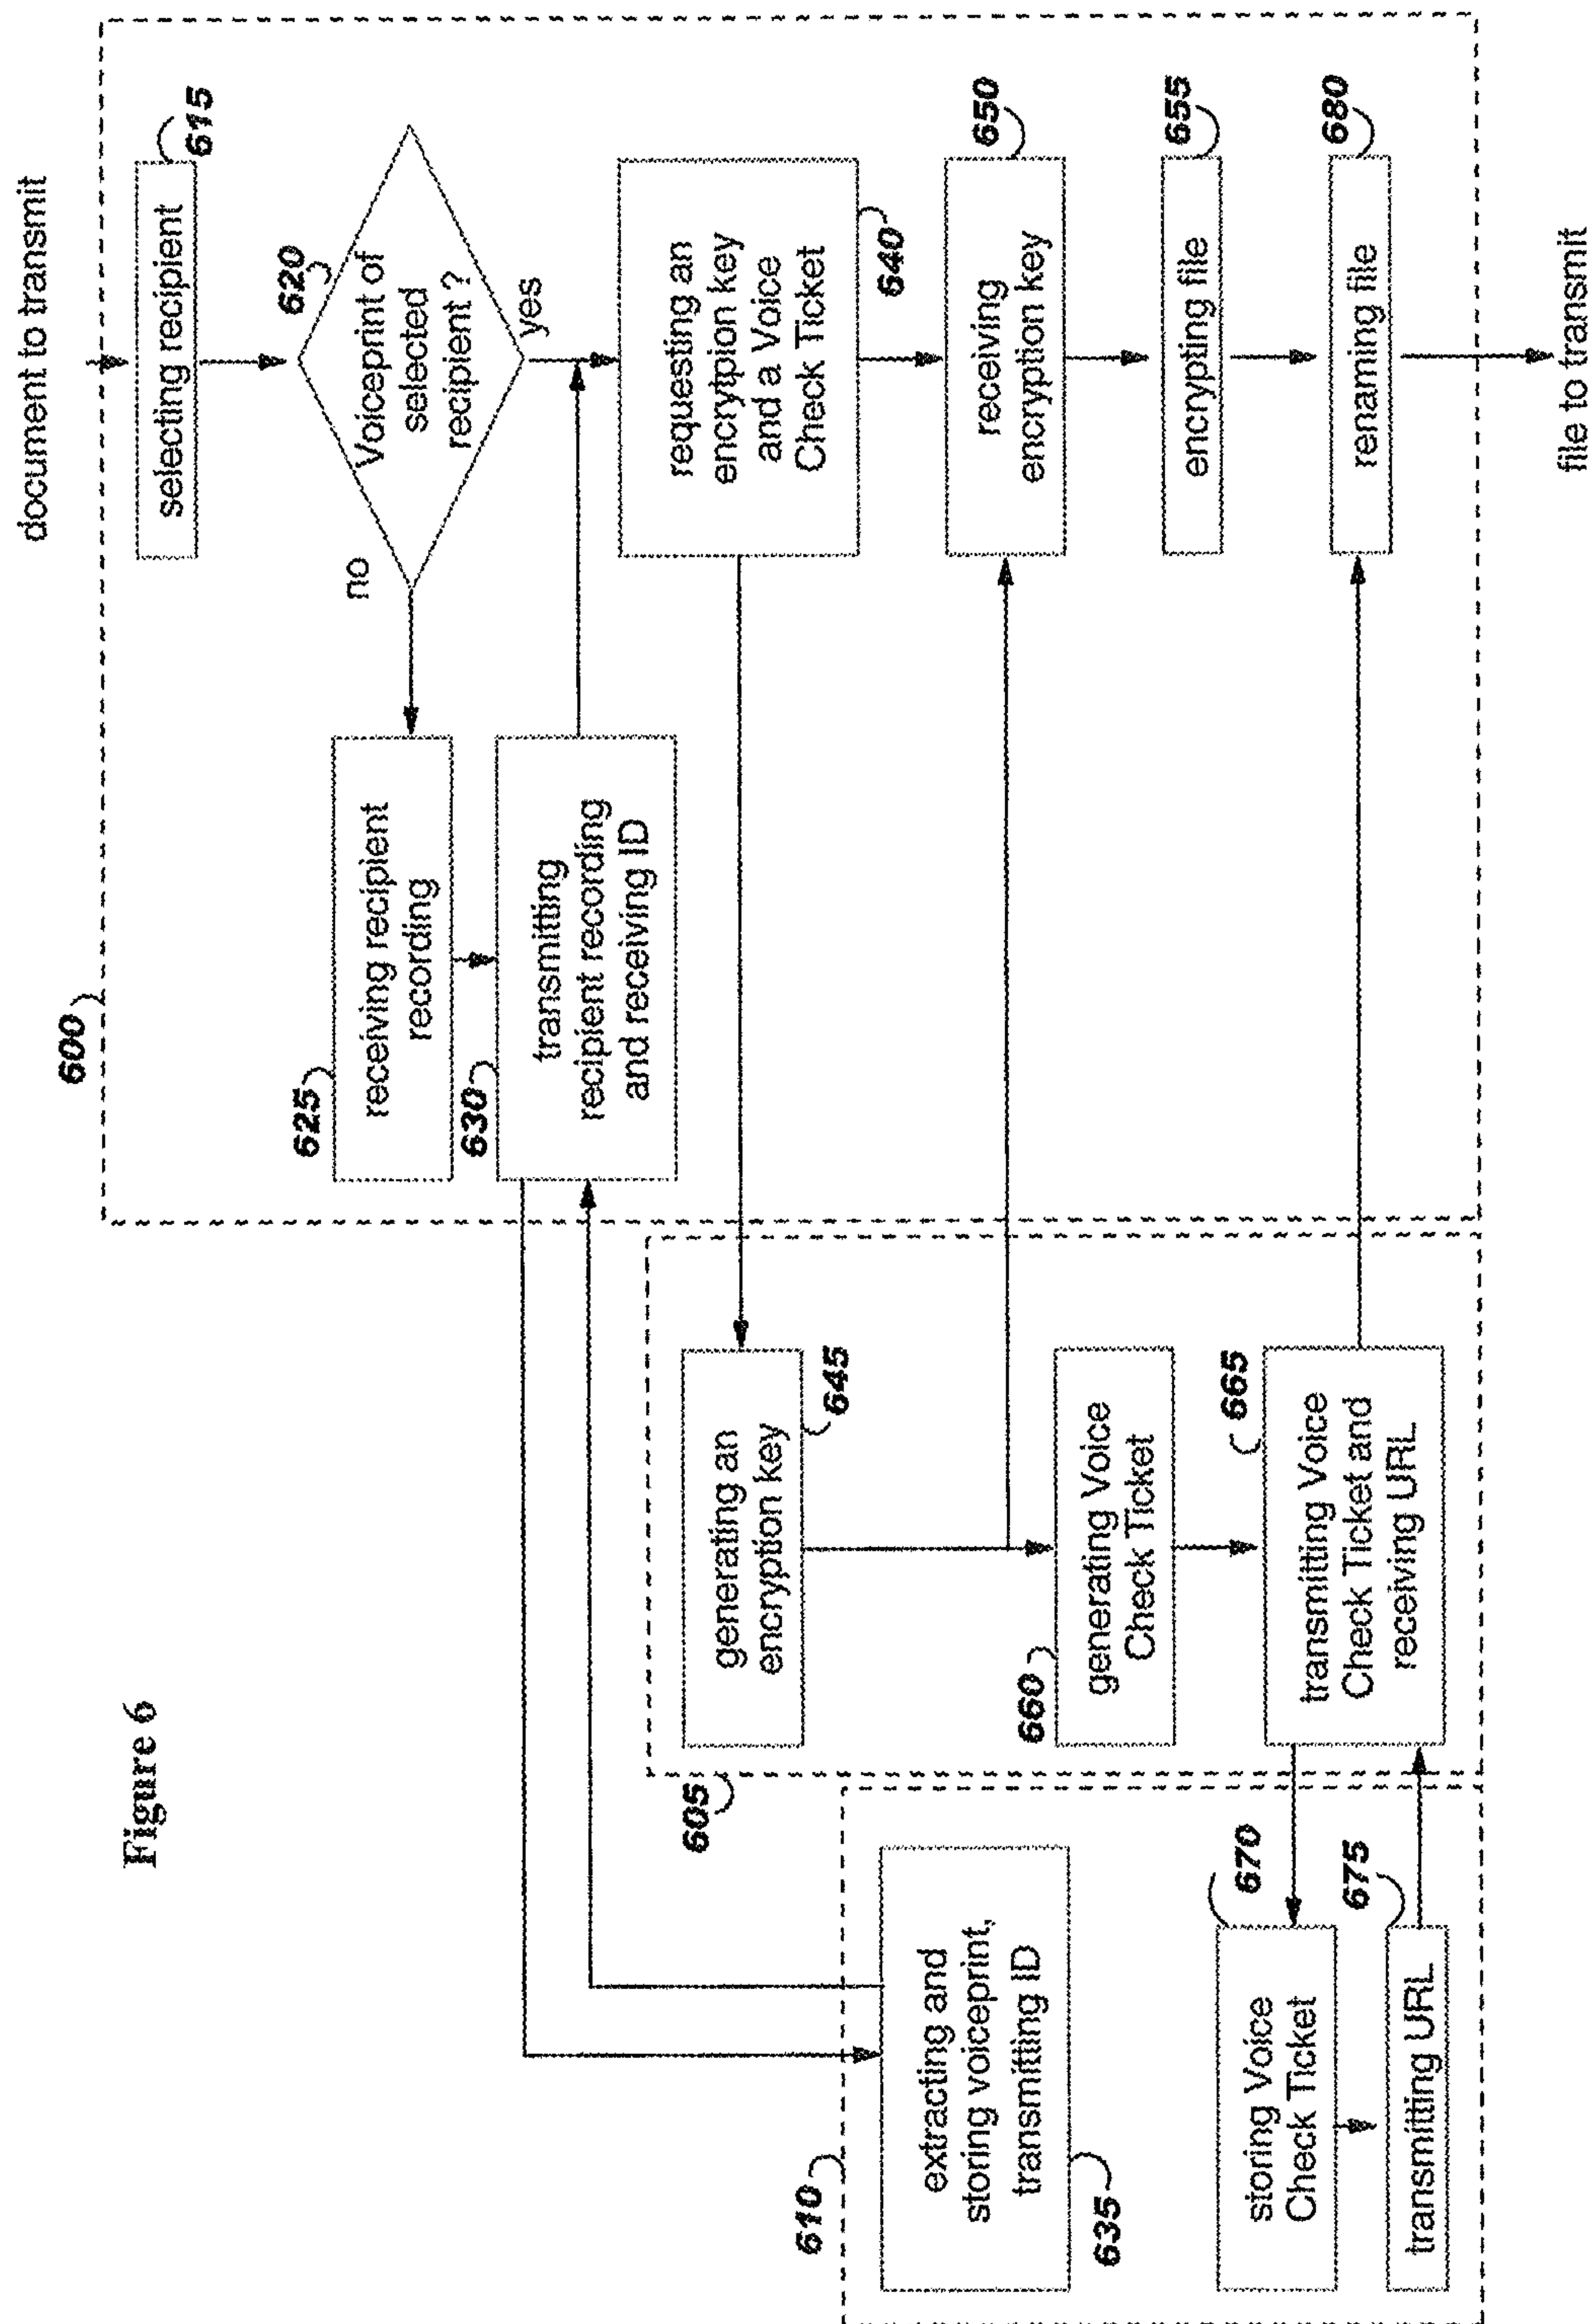 Figure 6
document to transmit
600
615
selecting recipient
620
Voiceprint of
selected
recipient ?
no
yes
625
receiving recipient
recording
630
transmitting
recipient recording
and receiving ID
610
extracting and
storing voiceprint,
transmitting ID
635
requesting an
encrytpion key
and a Voice
Check Ticket
640
605
generating an
encryption key
645
receiving
encryption key
650
encrypting file
655
660
generating Voice
Check Ticket
665
transmitting Voice
Check Ticket and
receiving URL
670
storing Voice
Check Ticket
675
transmitting URL
renaming file
680
file to transmit